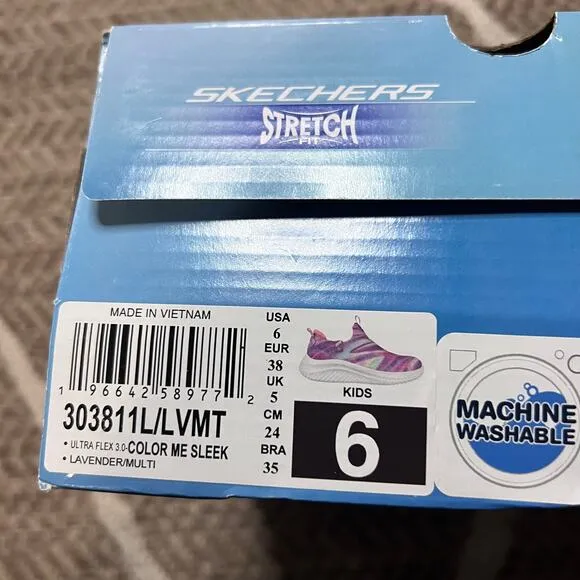 SKECHERS
STRETCH
FIT
MADE IN VIETNAM
1 96642 58977 2
303811L/LVMT
• ULTRA FLEX 3.0-COLOR ME SLEEK
• LAVENDER/MULTI
USA
6
EUR
38
UK
5
CM
24
BRA
35
KIDS
6
MACHINE
WASHABLE